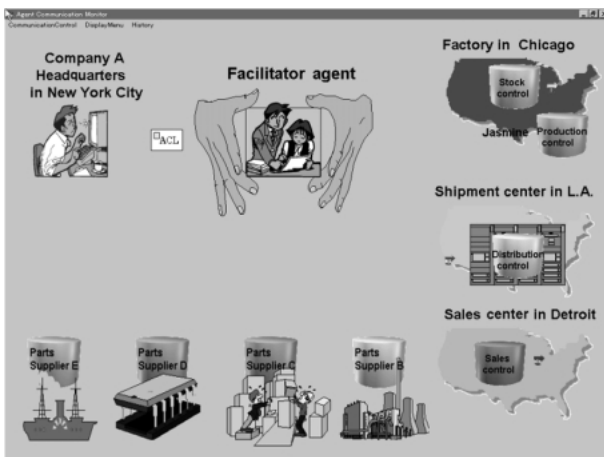 Agent Communication Monitor
CommunicationControl DisplayMenu History
Company A
Headquarters
in New York City
Facilitator agent
ACL
Factory in Chicago
Stock
control
Jasmine
Production
control
Shipment center in L.A.
Distribution
control
Sales center in Detroit
Sales
control
Parts
Supplier E
Parts
Supplier D
Parts
Supplier C
Parts
Supplier B